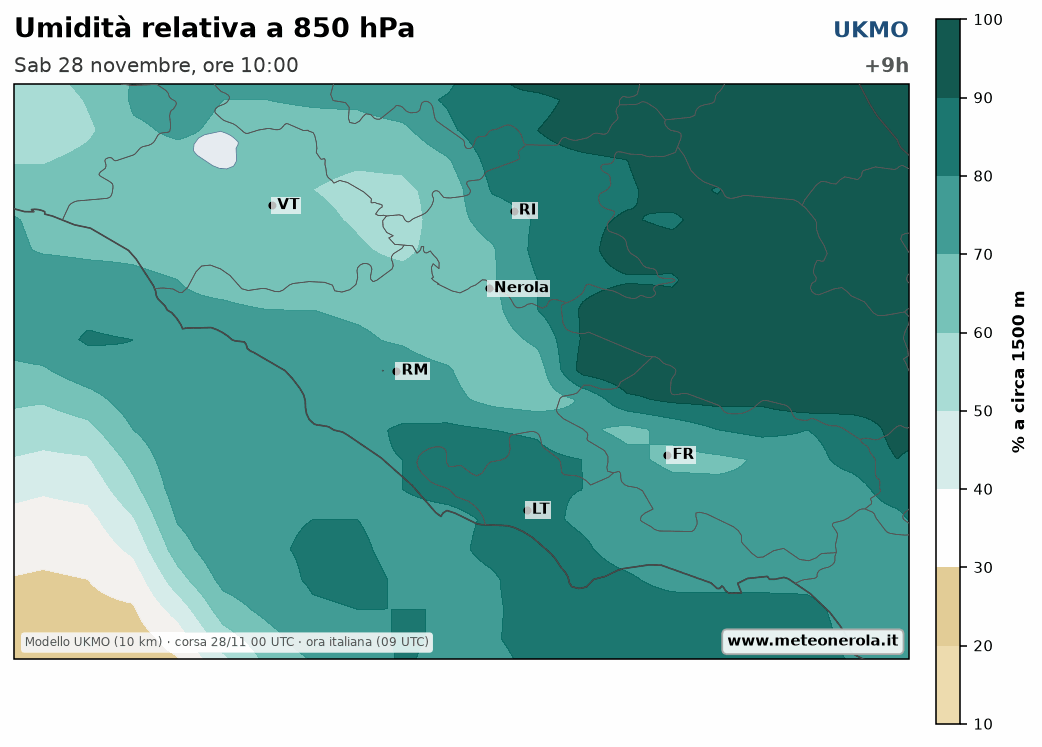 Umidità relativa a 850 hPa
UKMO
Sab 28 novembre, ore 10:00
+9h
100
90
80
70
60
50
40
30
20
10
% a circa 1500 m
VT
RI
Nerola
RM
FR
LT
Modello UKMO (10 km) · corsa 28/11 00 UTC · ora italiana (09 UTC)
www.meteonerola.it